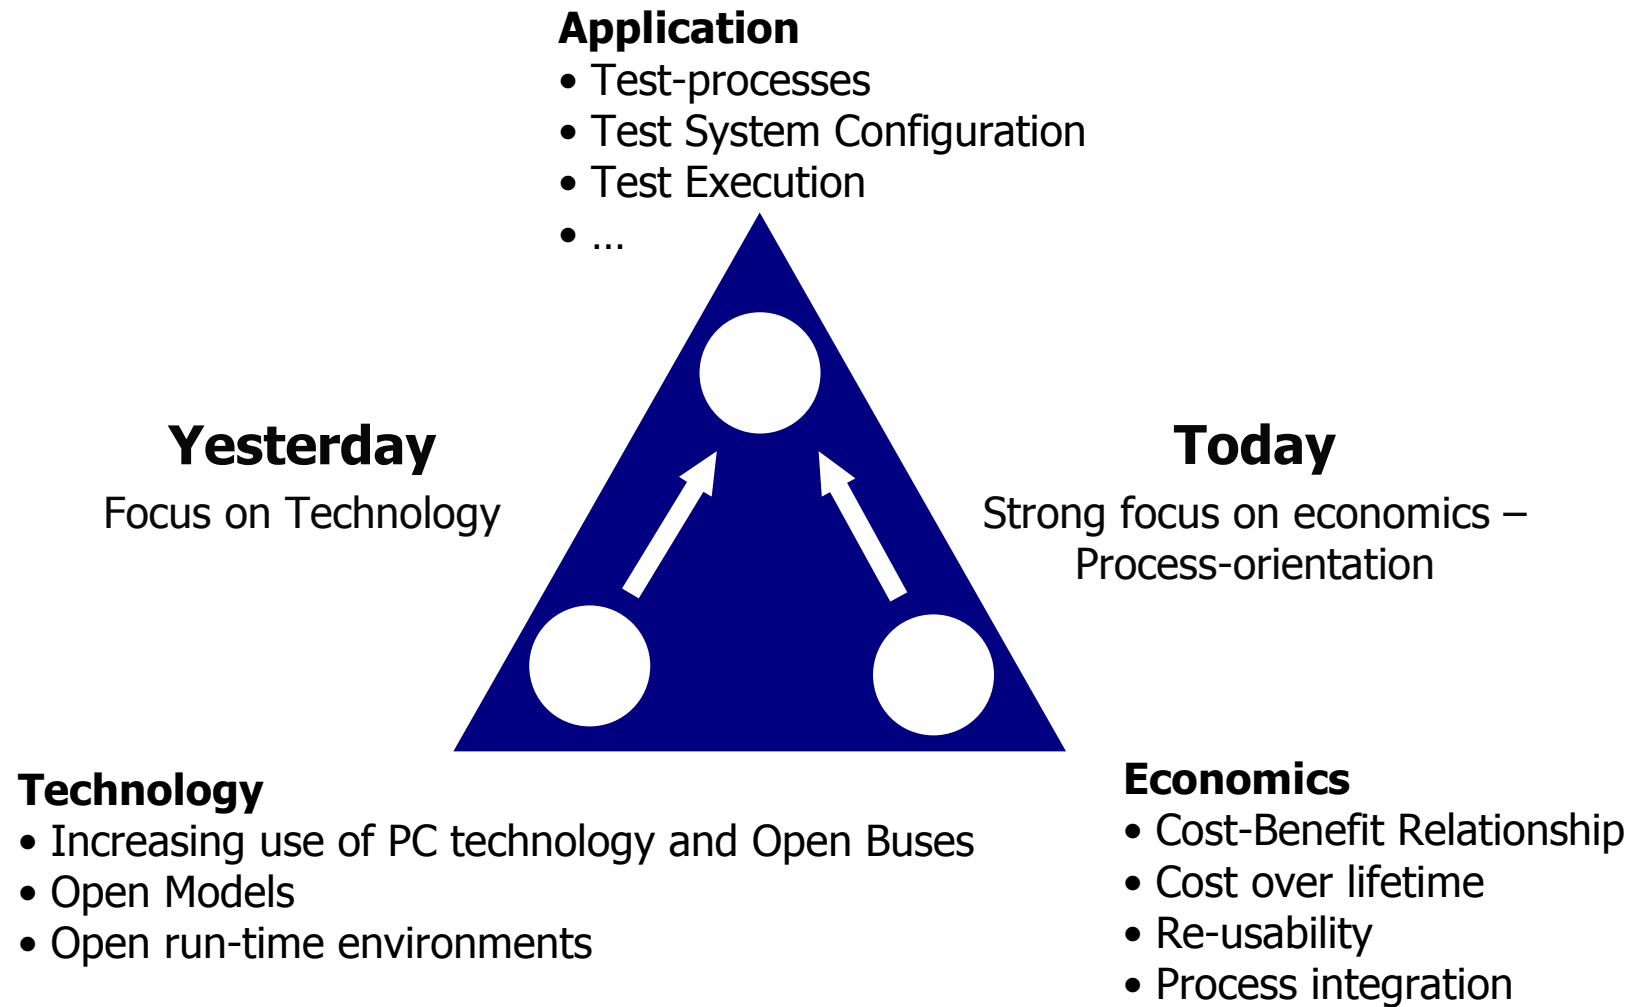 Application
• Test-processes
• Test System Configuration
• Test Execution
• ...
Yesterday
Focus on Technology
Today
Strong focus on economics –
Process-orientation
Technology
• Increasing use of PC technology and Open Buses
• Open Models
• Open run-time environments
Economics
• Cost-Benefit Relationship
• Cost over lifetime
• Re-usability
• Process integration